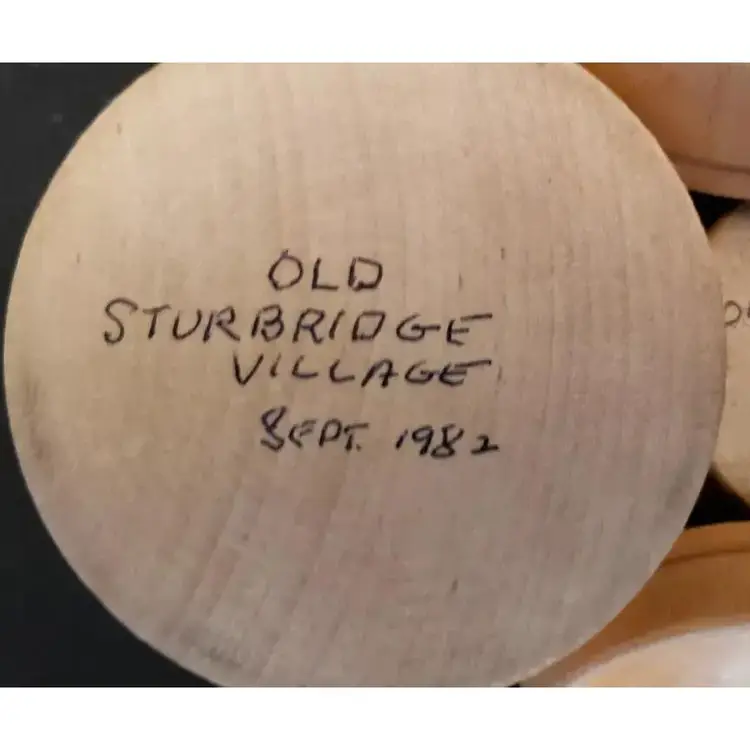 OLD
STURBRIDGE
VILLAGE
SEPT. 1982